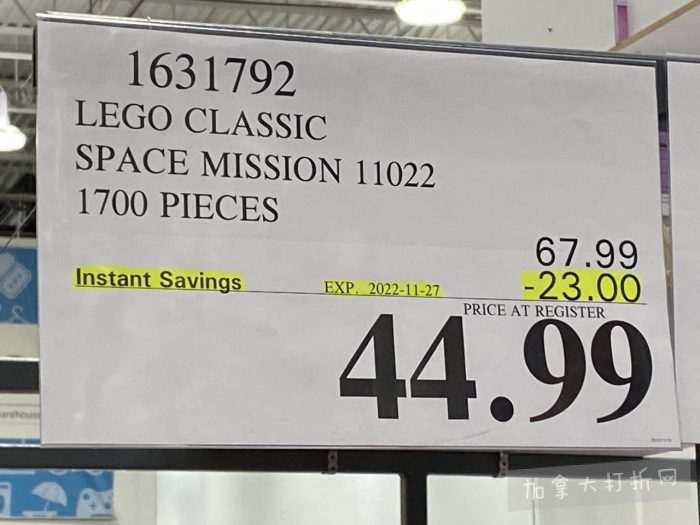 1631792
LEGO CLASSIC
SPACE MISSION 11022
1700 PIECES
67.99
Instant Savings EXP. 2022-11-27 -23.00
PRICE AT REGISTER
44.99
加拿大打折网